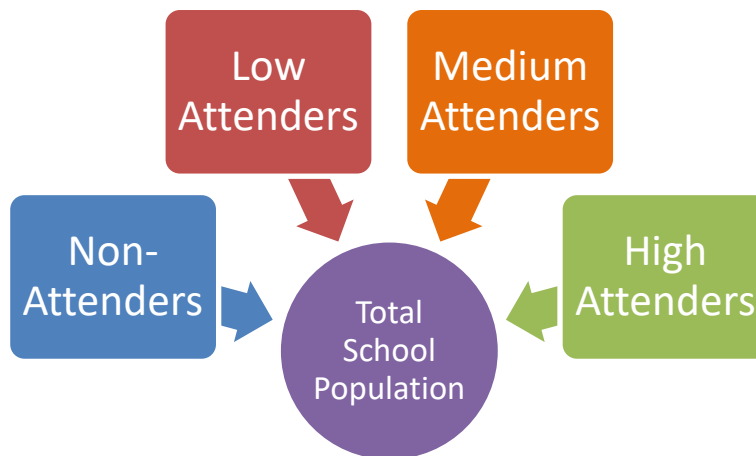 Low
Attenders
Medium
Attenders
Non-
Attenders
High
Attenders
Total
School
Population